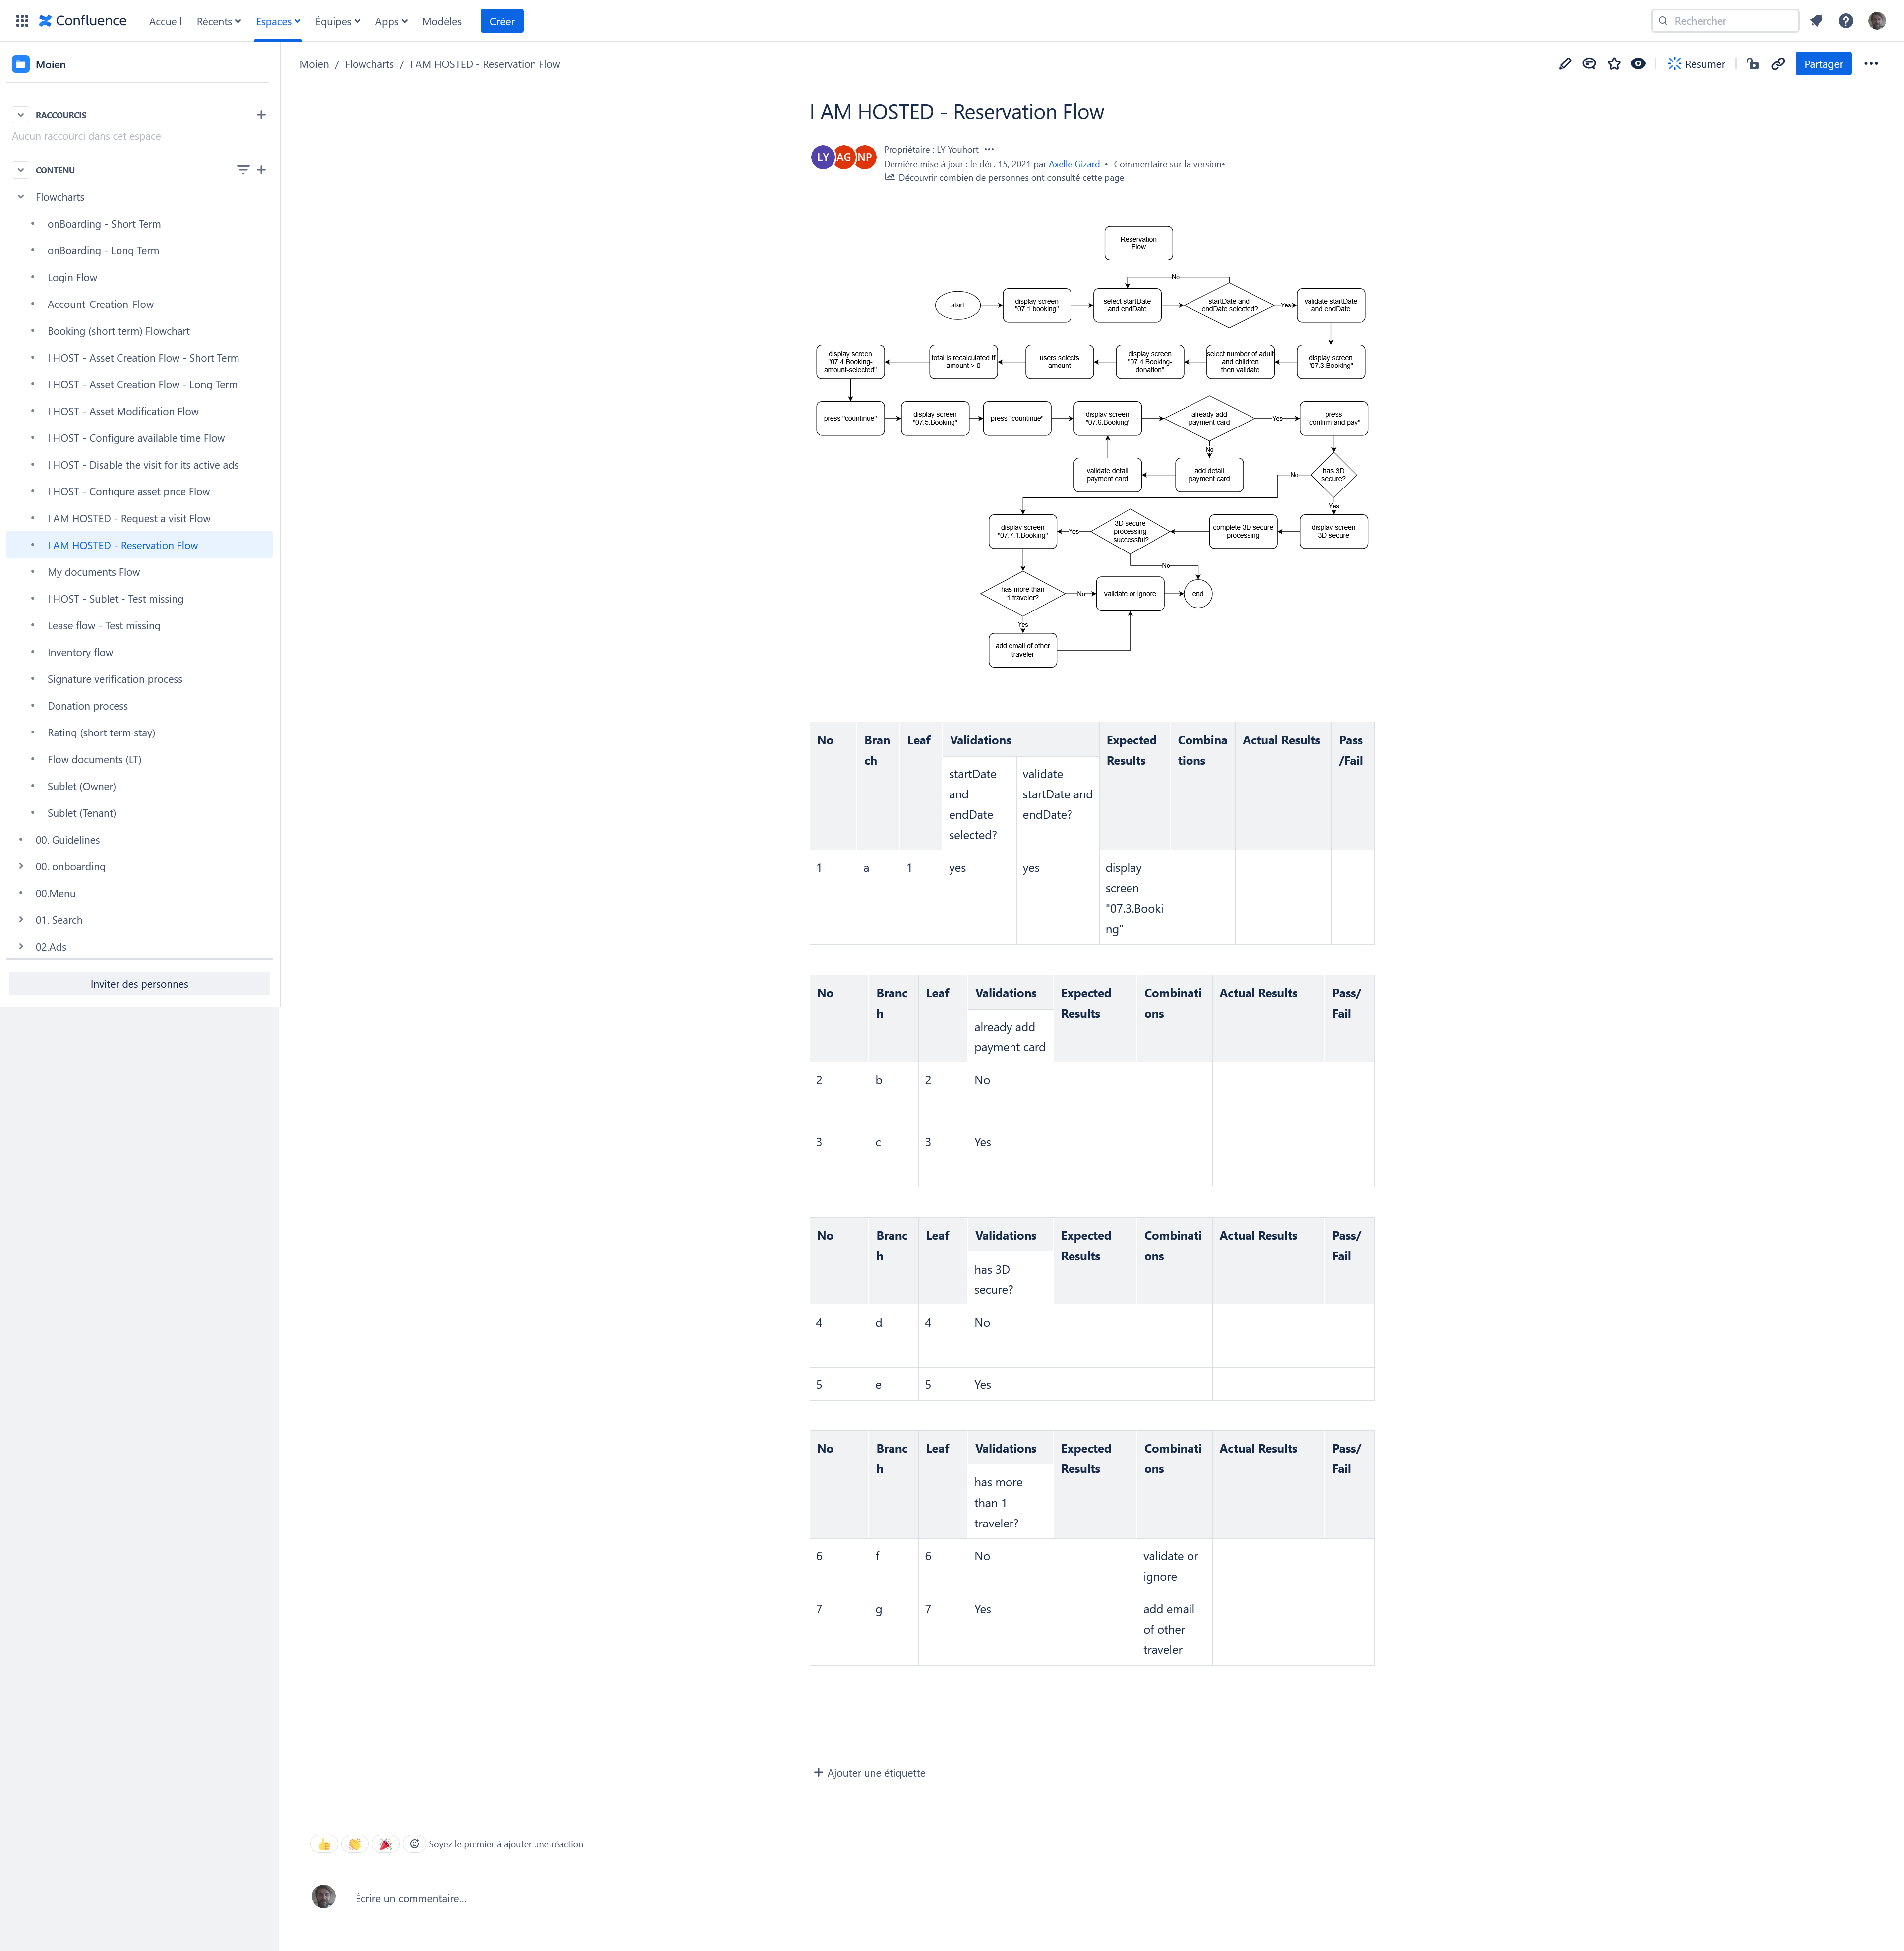 Confluence
Accueil Récents Espaces Équipes Apps Modèles Créer
Rechercher
Moien
RACCOURCIS
Aucun raccourci dans cet espace
CONTENU
Flowcharts
onBoarding - Short Term
onBoarding - Long Term
Login Flow
Account-Creation-Flow
Booking (short term) Flowchart
I HOST - Asset Creation Flow - Short Term
I HOST - Asset Creation Flow - Long Term
I HOST - Asset Modification Flow
I HOST - Configure available time Flow
I HOST - Disable the visit for its active ads
I HOST - Configure asset price Flow
I AM HOSTED - Request a visit Flow
I AM HOSTED - Reservation Flow
My documents Flow
I HOST - Sublet - Test missing
Lease flow - Test missing
Inventory flow
Signature verification process
Donation process
Rating (short term stay)
Flow documents (LT)
Sublet (Owner)
Sublet (Tenant)
00. Guidelines
00. onboarding
00.Menu
01. Search
02.Ads
Inviter des personnes
Moien / Flowcharts / I AM HOSTED - Reservation Flow
Résumer
Partager
I AM HOSTED - Reservation Flow
LY AG NP
Propriétaire : LY Youhort
Dernière mise à jour : le déc. 15, 2021 par Axelle Gizard • Commentaire sur la version•
Découvrir combien de personnes ont consulté cette page
Reservation
Flow
start
display screen
"07.1.booking"
select startDate
and endDate
No
startDate and
endDate selected?
Yes
validate startDate
and endDate
display screen
"07.3.Booking"
select number of adult
and children
then validate
display screen
"07.4.Booking-
donation"
users selects
amount
total is recalculated if
amount > 0
display screen
"07.4.Booking-
amount-selected"
press "countinue"
display screen
"07.5.Booking"
press "countinue"
display screen
"07.6.Booking'
already add
payment card
Yes
press
"confirm and pay"
No
add detail
payment card
validate detail
payment card
has 3D
secure?
No
Yes
display screen
3D secure
complete 3D secure
processing
3D secure
processing
successful?
Yes
No
display screen
"07.7.1.Booking"
has more than
1 traveler?
No
validate or ignore
end
Yes
add email of other
traveler
No Bran Leaf Validations Expected Combina Actual Results Pass
ch Results tions /Fail
startDate validate
and startDate and
endDate endDate?
selected?
1 a 1 yes yes display
screen
"07.3.Booki
ng"
No Branc Leaf Validations Expected Combinati Actual Results Pass/
h Results ons Fail
already add
payment card
2 b 2 No
3 c 3 Yes
No Branc Leaf Validations Expected Combinati Actual Results Pass/
h Results ons Fail
has 3D
secure?
4 d 4 No
5 e 5 Yes
No Branc Leaf Validations Expected Combinati Actual Results Pass/
h Results ons Fail
has more
than 1
traveler?
6 f 6 No validate or
ignore
7 g 7 Yes add email
of other
traveler
Ajouter une étiquette
Soyez le premier à ajouter une réaction
Écrire un commentaire…